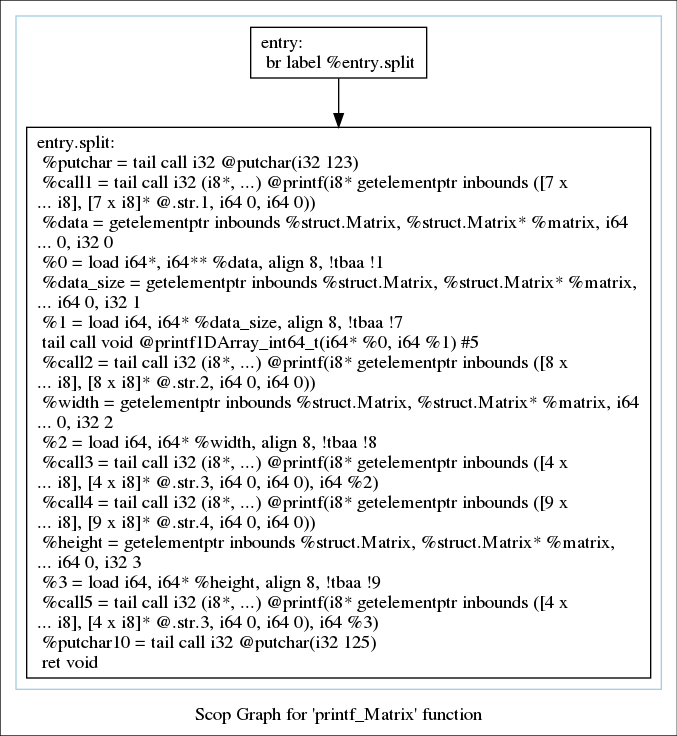 entry:
br label %entry.split
entry.split:
%putchar = tail call i32 @putchar(i32 123)
%call1 = tail call i32 (i8*, ...) @printf(i8* getelementptr inbounds ([7 x
... i8], [7 x i8]* @.str.1, i64 0, i64 0))
%data = getelementptr inbounds %struct.Matrix, %struct.Matrix* %matrix, i64
... 0, i32 0
%0 = load i64*, i64** %data, align 8, !tbaa !1
%data_size = getelementptr inbounds %struct.Matrix, %struct.Matrix* %matrix,
... i64 0, i32 1
%1 = load i64, i64* %data_size, align 8, !tbaa !7
tail call void @printf1DArray_int64_t(i64* %0, i64 %1) #5
%call2 = tail call i32 (i8*, ...) @printf(i8* getelementptr inbounds ([8 x
... i8], [8 x i8]* @.str.2, i64 0, i64 0))
%width = getelementptr inbounds %struct.Matrix, %struct.Matrix* %matrix, i64
... 0, i32 2
%2 = load i64, i64* %width, align 8, !tbaa !8
%call3 = tail call i32 (i8*, ...) @printf(i8* getelementptr inbounds ([4 x
... i8], [4 x i8]* @.str.3, i64 0, i64 0), i64 %2)
%call4 = tail call i32 (i8*, ...) @printf(i8* getelementptr inbounds ([9 x
... i8], [9 x i8]* @.str.4, i64 0, i64 0))
%height = getelementptr inbounds %struct.Matrix, %struct.Matrix* %matrix,
... i64 0, i32 3
%3 = load i64, i64* %height, align 8, !tbaa !9
%call5 = tail call i32 (i8*, ...) @printf(i8* getelementptr inbounds ([4 x
... i8], [4 x i8]* @.str.3, i64 0, i64 0), i64 %3)
%putchar10 = tail call i32 @putchar(i32 125)
ret void
Scop Graph for 'printf_Matrix' function